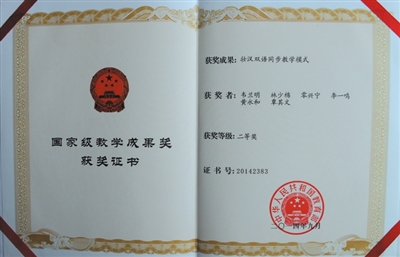 国家级教学成果奖
获奖证书
获奖成果：壮汉双语同步教学模式
获奖者：韦兰明 林少棉 零兴宁 李一鸣
黄永和 覃其文
获奖等级：二等奖
证书号：20142383
中华人民共和国教育部
二〇一四年九月